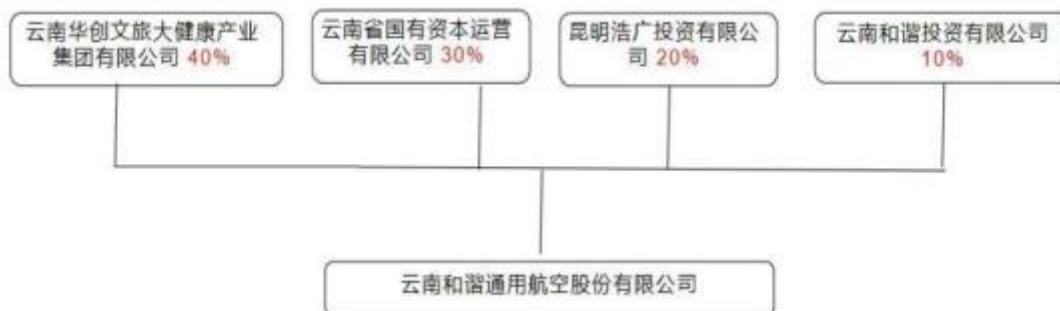 云南华创文旅大健康产业
集团有限公司 40%
云南省国有资本运营
有限公司 30%
昆明浩广投资有限公
司 20%
云南和谐投资有限公司
10%
云南和谐通用航空股份有限公司